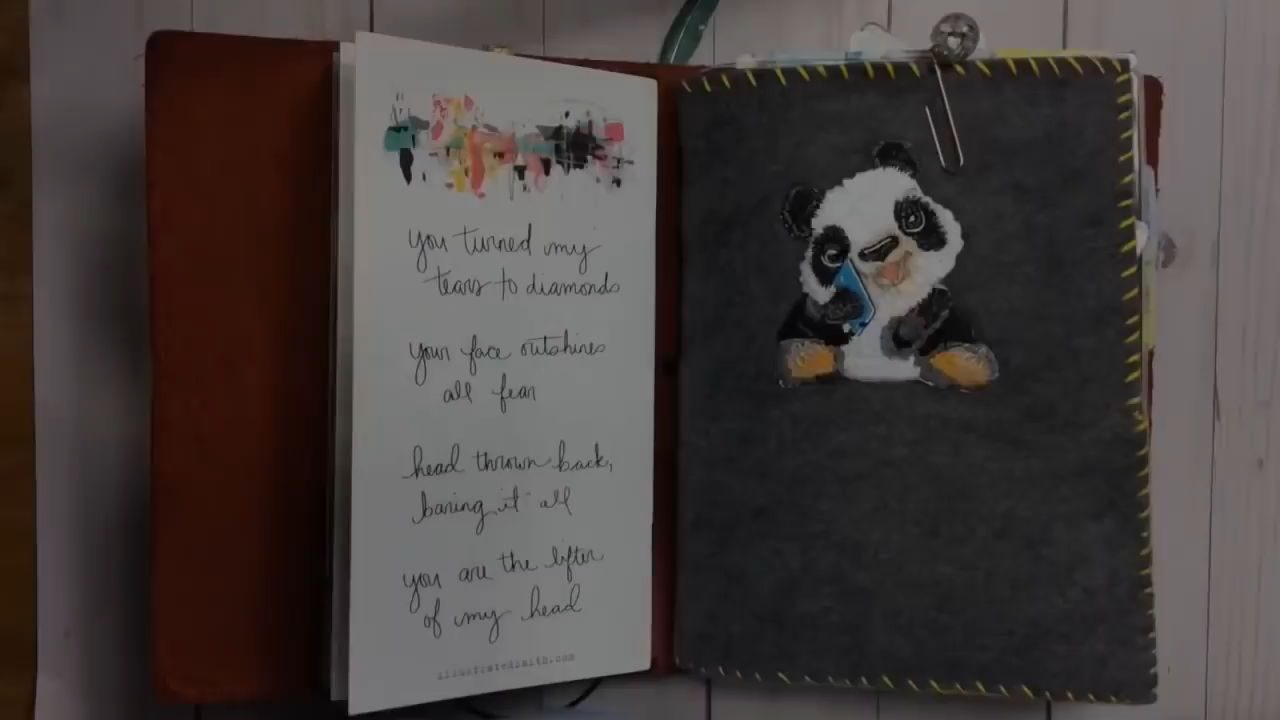 you turned my
tears to diamonds
your face outshines
all fear
head thrown back,
baring it all
you are the lifter
of my head
illustratedfaith.com